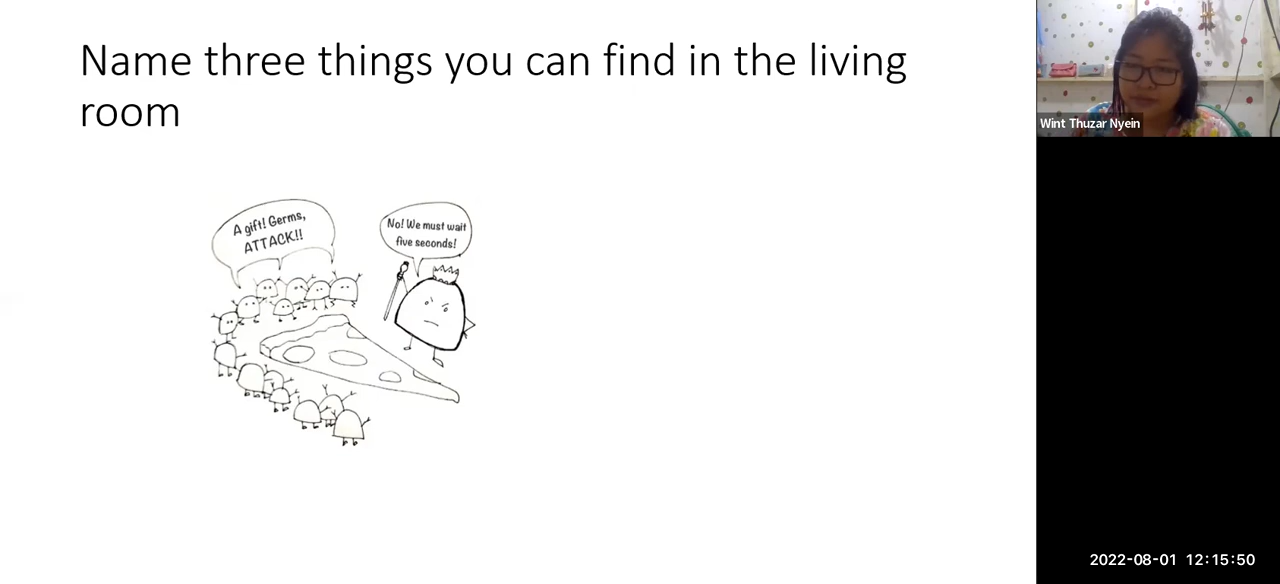 Name three things you can find in the living
room
A gift! Germs,
ATTACK!!
No! We must wait
five seconds!
Wint Thuzar Nyein
2022-08-01 12:15:50